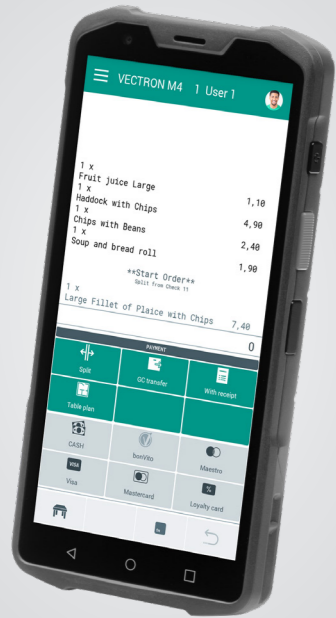 VECTRON M4 1 User 1
1 x
Fruit juice Large 1,10
1 x
Haddock with Chips 4,90
1 x
Chips with Beans 2,40
1 x
Soup and bread roll 1,90
**Start Order**
Split from Check 11
1 x
Large Fillet of Plaice with Chips 7,40
0
PAYMENT
Split GC transfer With receipt
Table plan
CASH bonVito Maestro
VISA
Visa Mastercard Loyalty card